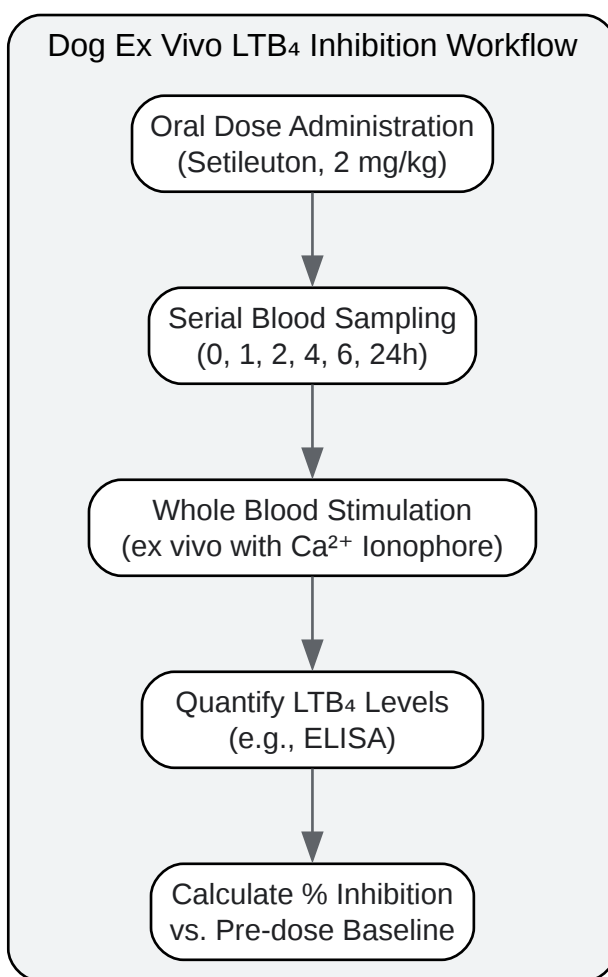 Dog Ex Vivo LTB₄ Inhibition Workflow
Oral Dose Administration
(Setileuton, 2 mg/kg)
Serial Blood Sampling
(0, 1, 2, 4, 6, 24h)
Whole Blood Stimulation
(ex vivo with Ca²⁺ Ionophore)
Quantify LTB₄ Levels
(e.g., ELISA)
Calculate % Inhibition
vs. Pre-dose Baseline